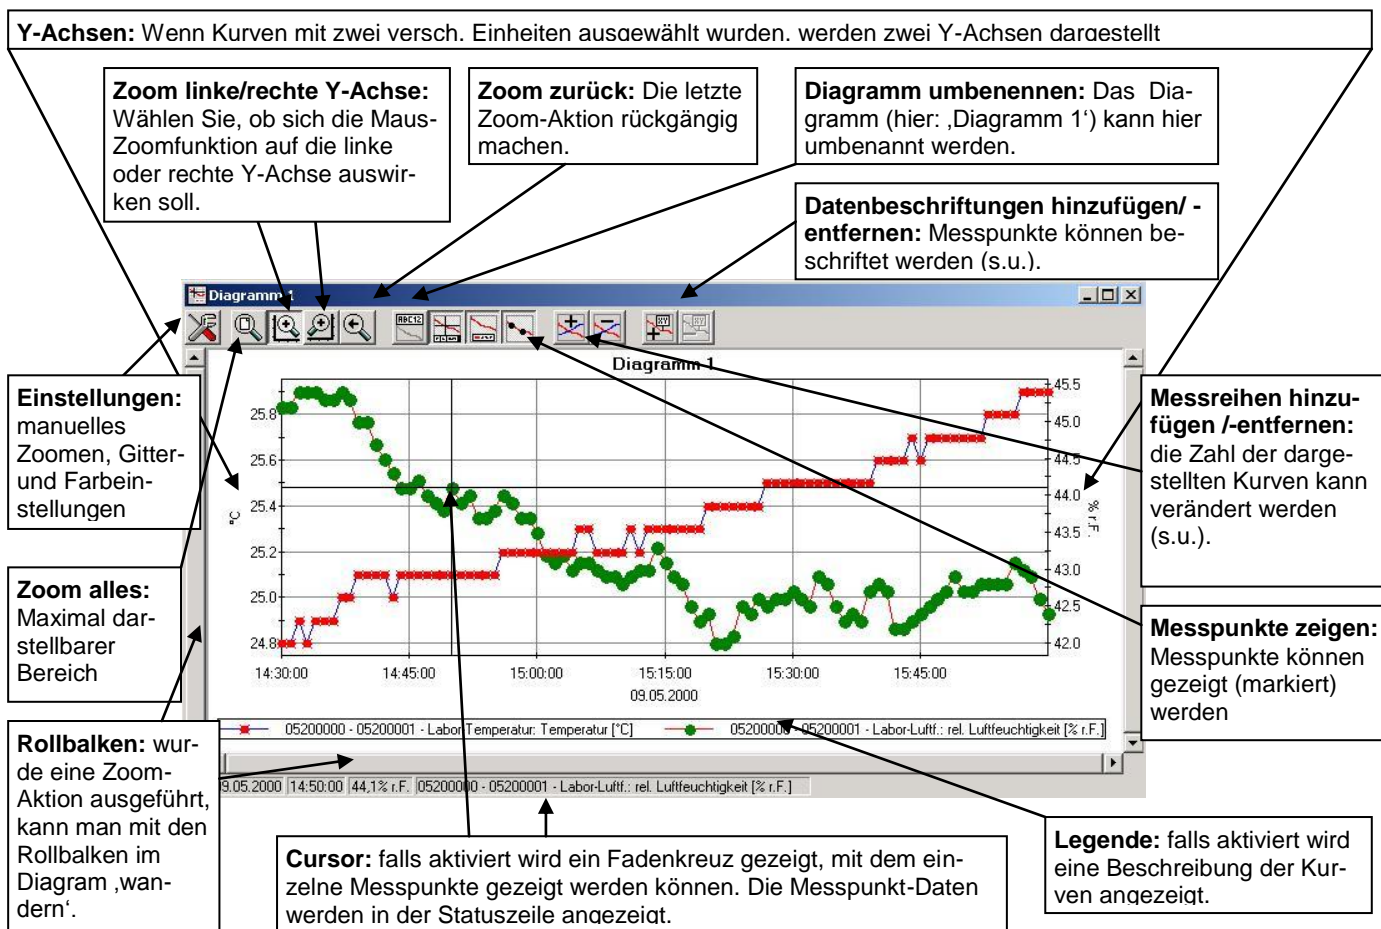 Y-Achsen: Wenn Kurven mit zwei versch. Einheiten ausgewählt wurden, werden zwei Y-Achsen dargestellt
Zoom linke/rechte Y-Achse:
Wählen Sie, ob sich die Maus-
Zoomfunktion auf die linke
oder rechte Y-Achse auswir-
ken soll.
Zoom zurück: Die letzte
Zoom-Aktion rückgängig
machen.
Diagramm umbenennen: Das Dia-
gramm (hier: ‚Diagramm 1‘) kann hier
umbenannt werden.
Datenbeschriftungen hinzufügen/ -
entfernen: Messpunkte können be-
schriftet werden (s.u.).
Diagramm 1
ABC12
XY
XY
Diagramm 1
Einstellungen:
manuelles
Zoomen, Gitter-
und Farbein-
stellungen
Zoom alles:
Maximal dar-
stellbarer
Bereich
Rollbalken: wur-
de eine Zoom-
Aktion ausgeführt,
kann man mit den
Rollbalken im
Diagram ‚wan-
dern‘.
25.8
25.6
25.4
25.2
25.0
24.8
°C
45.5
45.0
44.5
44.0
43.5
43.0
42.5
42.0
% r.F.
14:30:00 14:45:00 15:00:00 15:15:00 15:30:00 15:45:00
09.05.2000
05200000 - 05200001 - Labor Temperatur: Temperatur [°C] 05200000 - 05200001 - Labor-Luftf.: rel. Luftfeuchtigkeit [% r.F.]
9.05.2000 14:50:00 44,1% r.F. 05200000 - 05200001 - Labor-Luftf.: rel. Luftfeuchtigkeit [% r.F.]
Messreihen hinzu-
fügen /-entfernen:
die Zahl der darge-
stellten Kurven kann
verändert werden
(s.u.).
Messpunkte zeigen:
Messpunkte können
gezeigt (markiert)
werden
Cursor: falls aktiviert wird ein Fadenkreuz gezeigt, mit dem ein-
zelne Messpunkte gezeigt werden können. Die Messpunkt-Daten
werden in der Statuszeile angezeigt.
Legende: falls aktiviert wird
eine Beschreibung der Kur-
ven angezeigt.